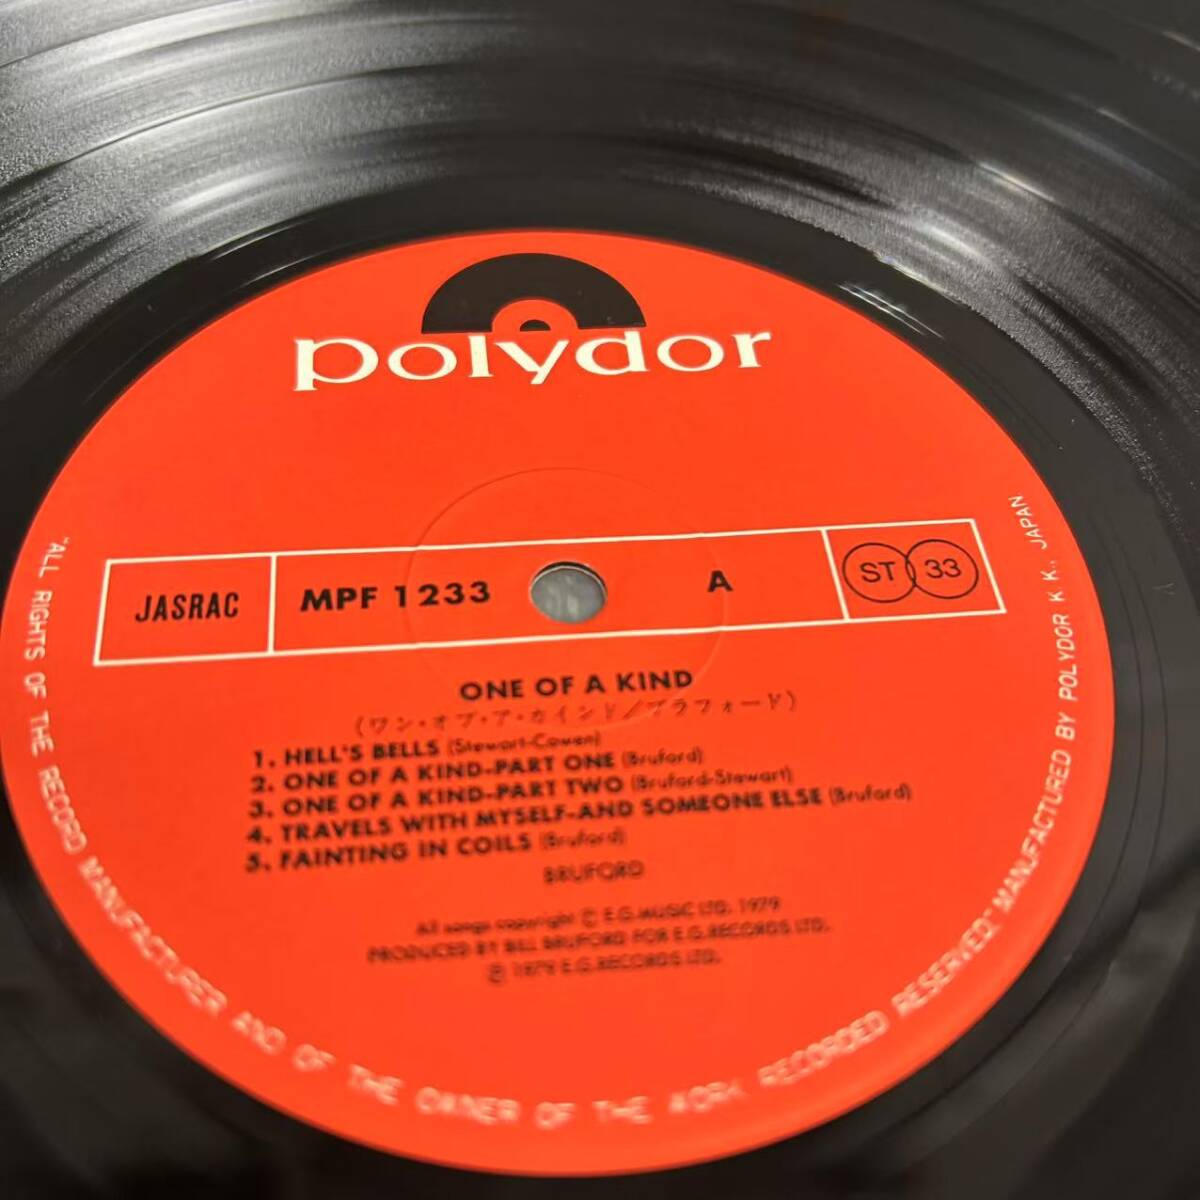 polydor
JASRAC MPF 1233 A ST 33
ONE OF A KIND
(ワン・オブ・ア・カインド/ブラフォード)
1. HELL'S BELLS (Stewart-Cowen)
2. ONE OF A KIND-PART ONE (Bruford)
3. ONE OF A KIND-PART TWO (Bruford-Stewart)
4. TRAVELS WITH MYSELF-AND SOMEONE ELSE (Bruford)
5. FAINTING IN COILS (Bruford)
BRUFORD
All songs copyright © E.G. MUSIC LTD. 1979
PRODUCED BY BILL BRUFORD FOR E.G. RECORDS LTD.
℗ 1979 E.G. RECORDS LTD.
"ALL RIGHTS OF THE RECORD MANUFACTURER AND OF THE OWNER OF THE WORK RECORDED RESERVED" MANUFACTURED BY POLYDOR K K., JAPAN